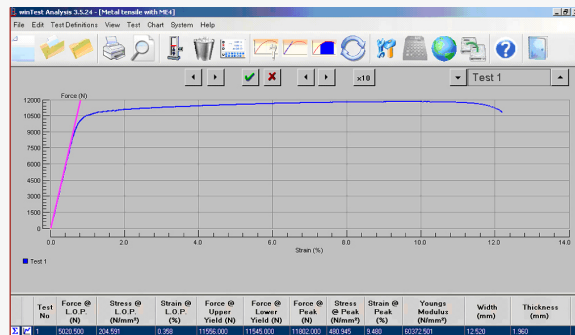 winTest Analysis 3.5.24 - [Metal tensile with ME4]
File Edit Test Definitions View Test Chart System Help
x10
Test 1
Force (N)
12000
10500
9000
7500
6000
4500
3000
1500
0
0.0 2.0 4.0 6.0 8.0 10.0 12.0 14.0
Strain (%)
Test 1
Test No Force @ L.O.P. (N) Stress @ L.O.P. (N/mm²) Strain @ L.O.P. (%) Force @ Upper Yield (N) Force @ Lower Yield (N) Force @ Peak (N) Stress @ Peak (N/mm²) Strain @ Peak (%) Youngs Modulus (N/mm²) Width (mm) Thickness (mm)
1 5020.500 204.591 0.358 11556.000 11545.000 11802.000 480.945 9.480 60372.501 12.520 1.960